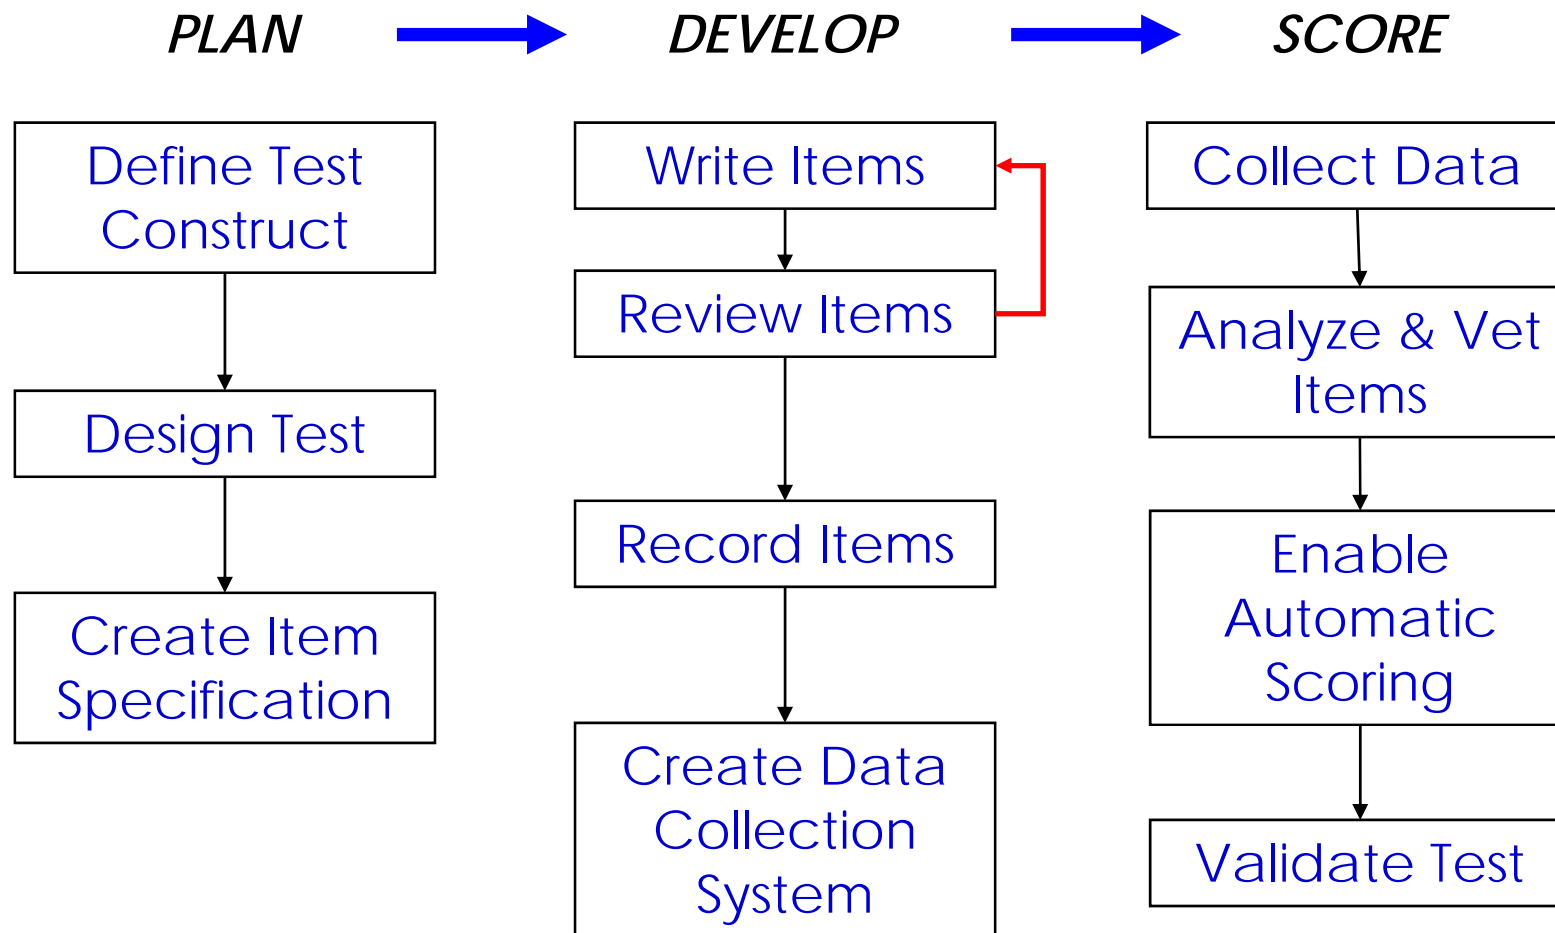 PLAN
DEVELOP
SCORE
Define Test
Construct
Design Test
Create Item
Specification
Write Items
Review Items
Record Items
Create Data
Collection
System
Collect Data
Analyze & Vet
Items
Enable
Automatic
Scoring
Validate Test